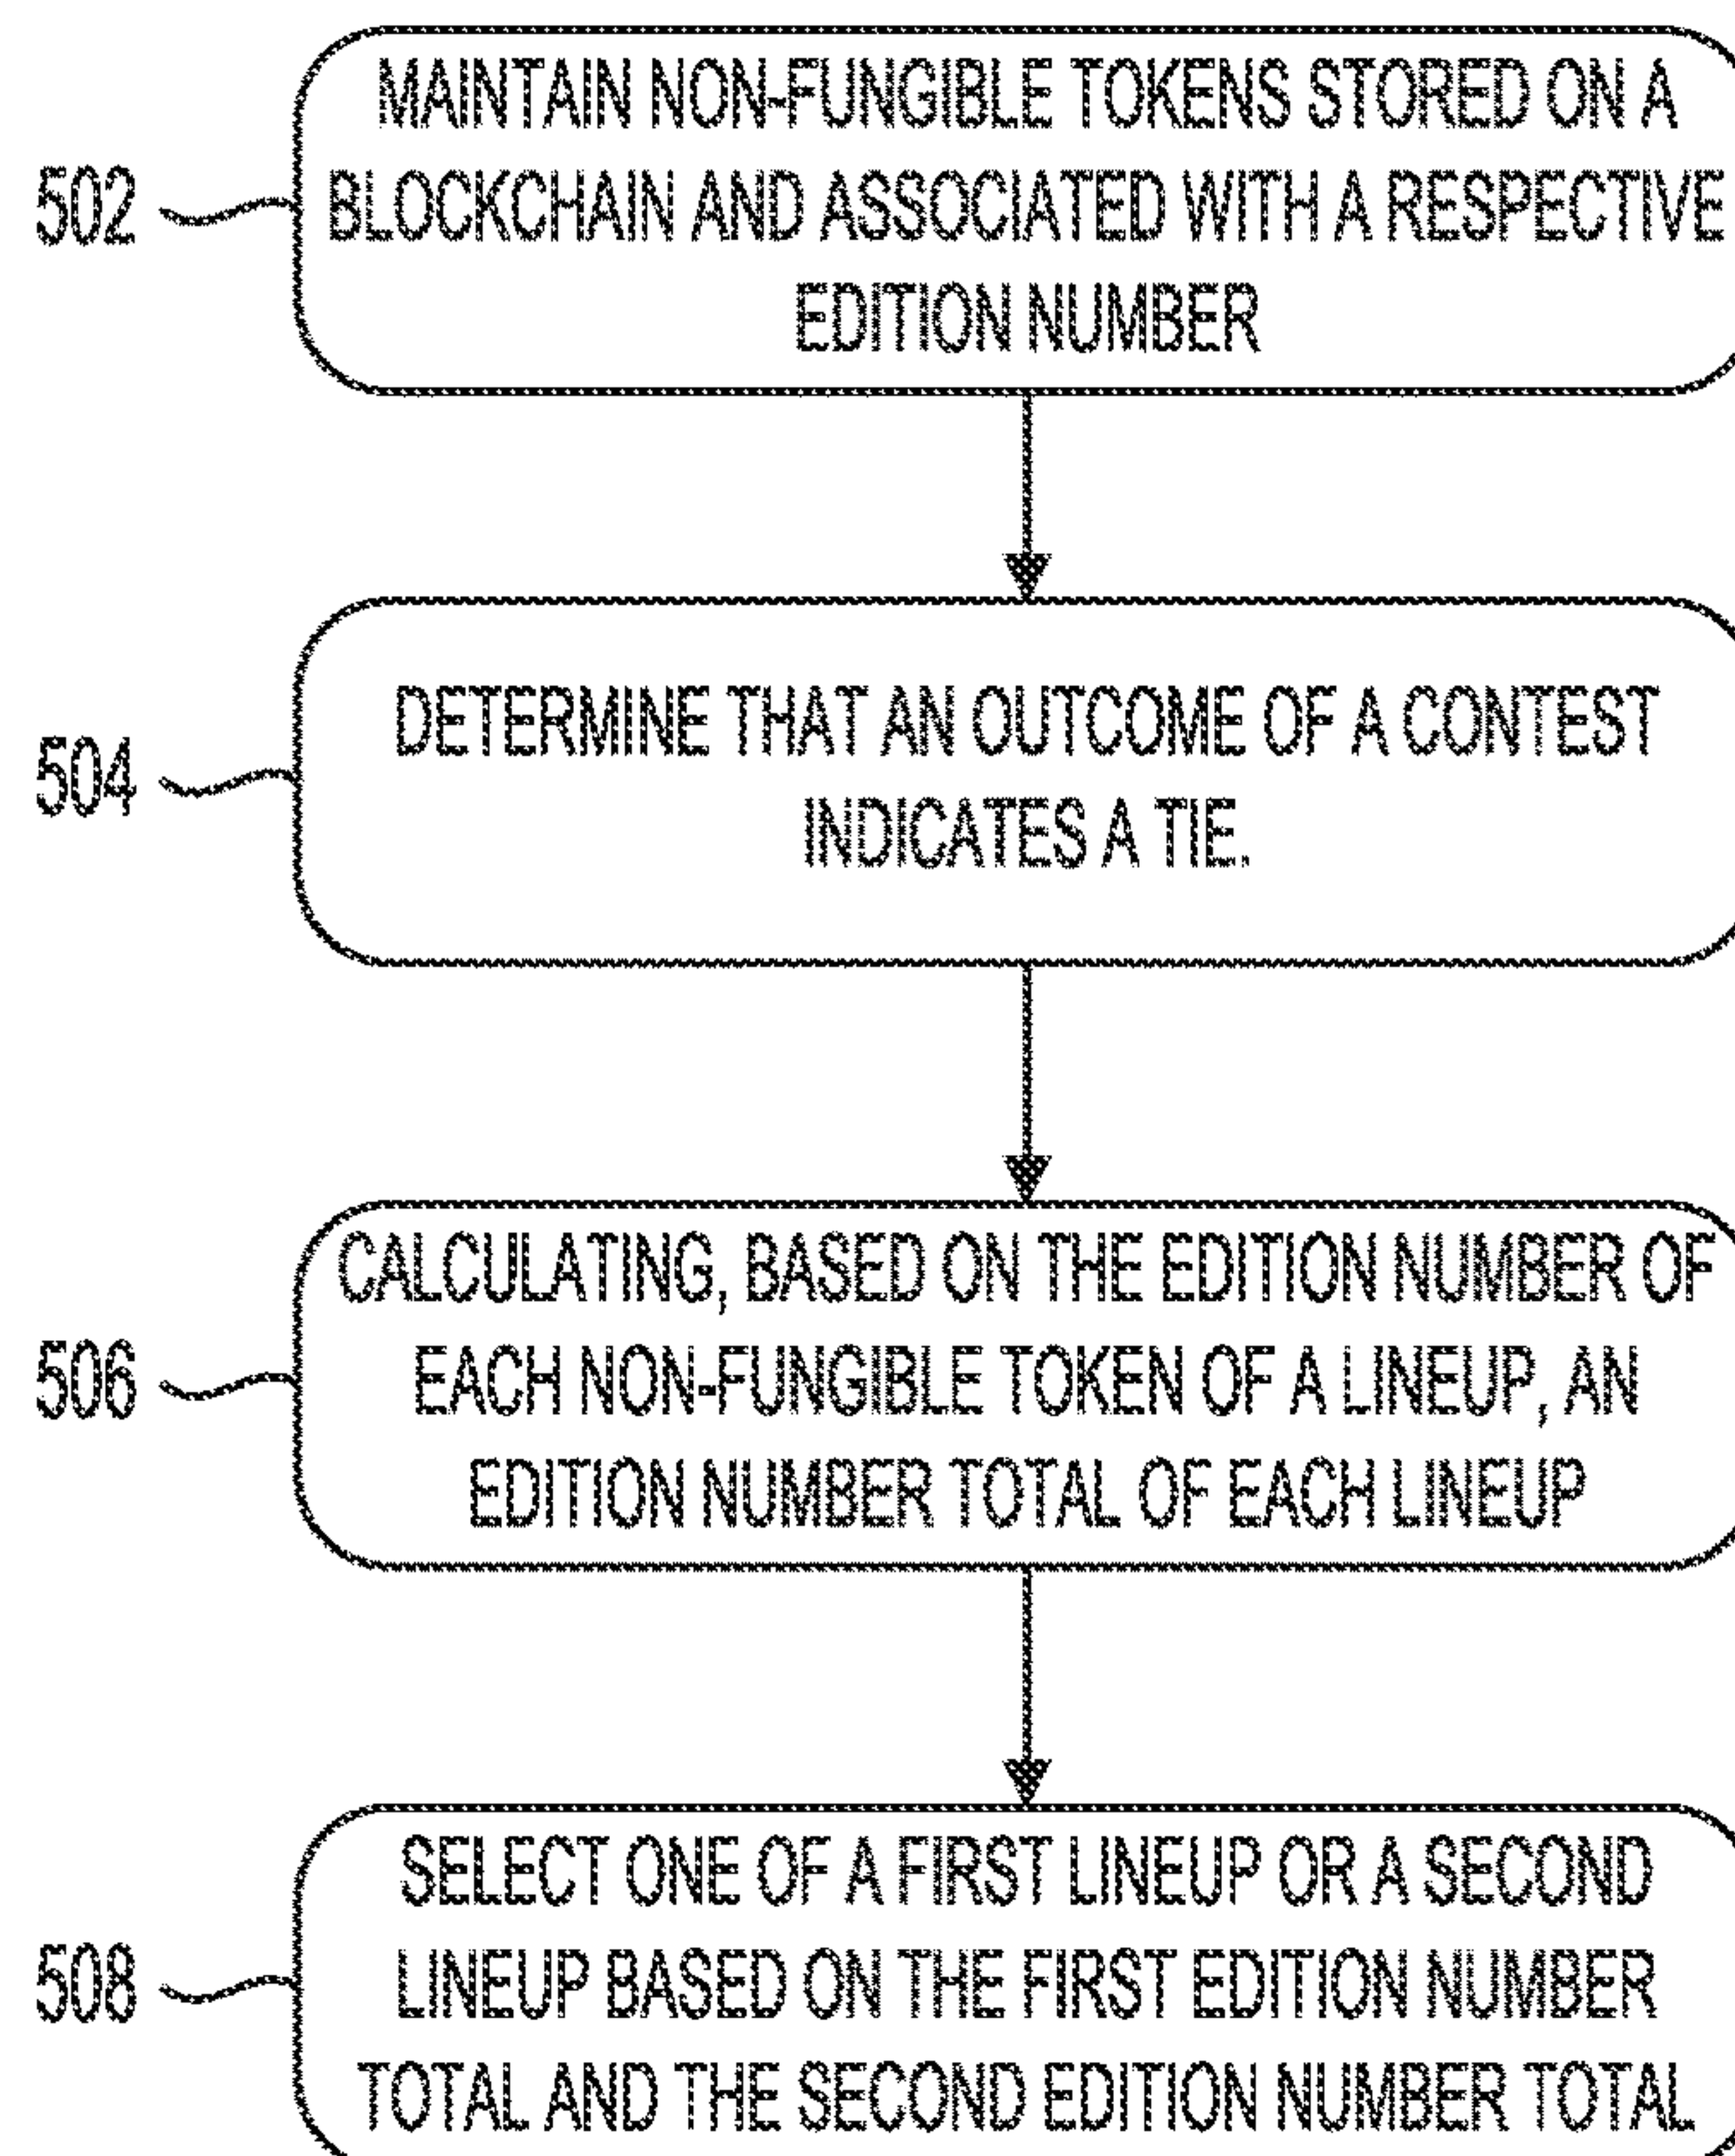 502
MAINTAIN NON-FUNGIBLE TOKENS STORED ON A
BLOCKCHAIN AND ASSOCIATED WITH A RESPECTIVE
EDITION NUMBER
504
DETERMINE THAT AN OUTCOME OF A CONTEST
INDICATES A TIE.
506
CALCULATING, BASED ON THE EDITION NUMBER OF
EACH NON-FUNGIBLE TOKEN OF A LINEUP, AN
EDITION NUMBER TOTAL OF EACH LINEUP
508
SELECT ONE OF A FIRST LINEUP OR A SECOND
LINEUP BASED ON THE FIRST EDITION NUMBER
TOTAL AND THE SECOND EDITION NUMBER TOTAL